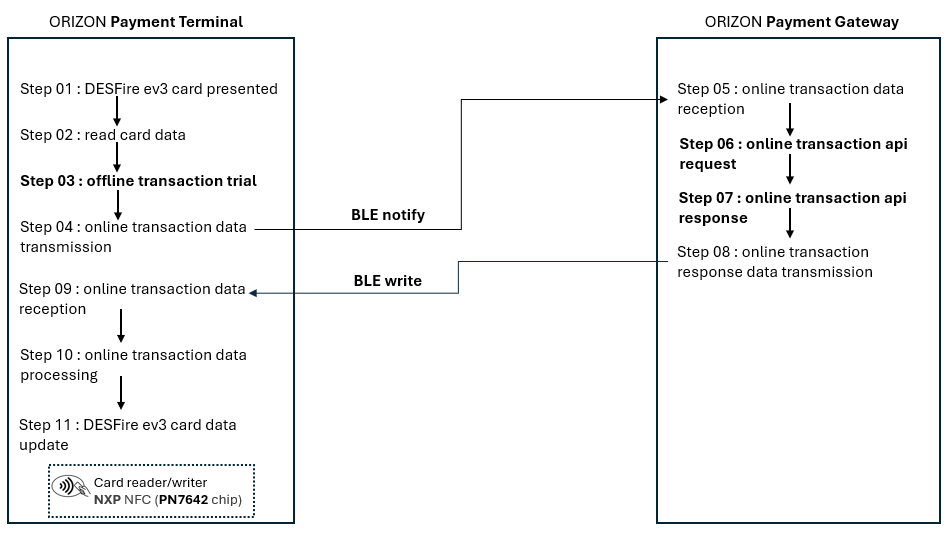 ORIZON Payment Terminal
Step 01 : DESFire ev3 card presented
Step 02 : read card data
Step 03 : offline transaction trial
Step 04 : online transaction data
transmission
BLE notify
ORIZON Payment Gateway
Step 05 : online transaction data
reception
Step 06 : online transaction api
request
Step 07 : online transaction api
response
Step 08 : online transaction
response data transmission
BLE write
Step 09 : online transaction data
reception
Step 10 : online transaction data
processing
Step 11 : DESFire ev3 card data
update
Card reader/writer
NXP NFC (PN7642 chip)